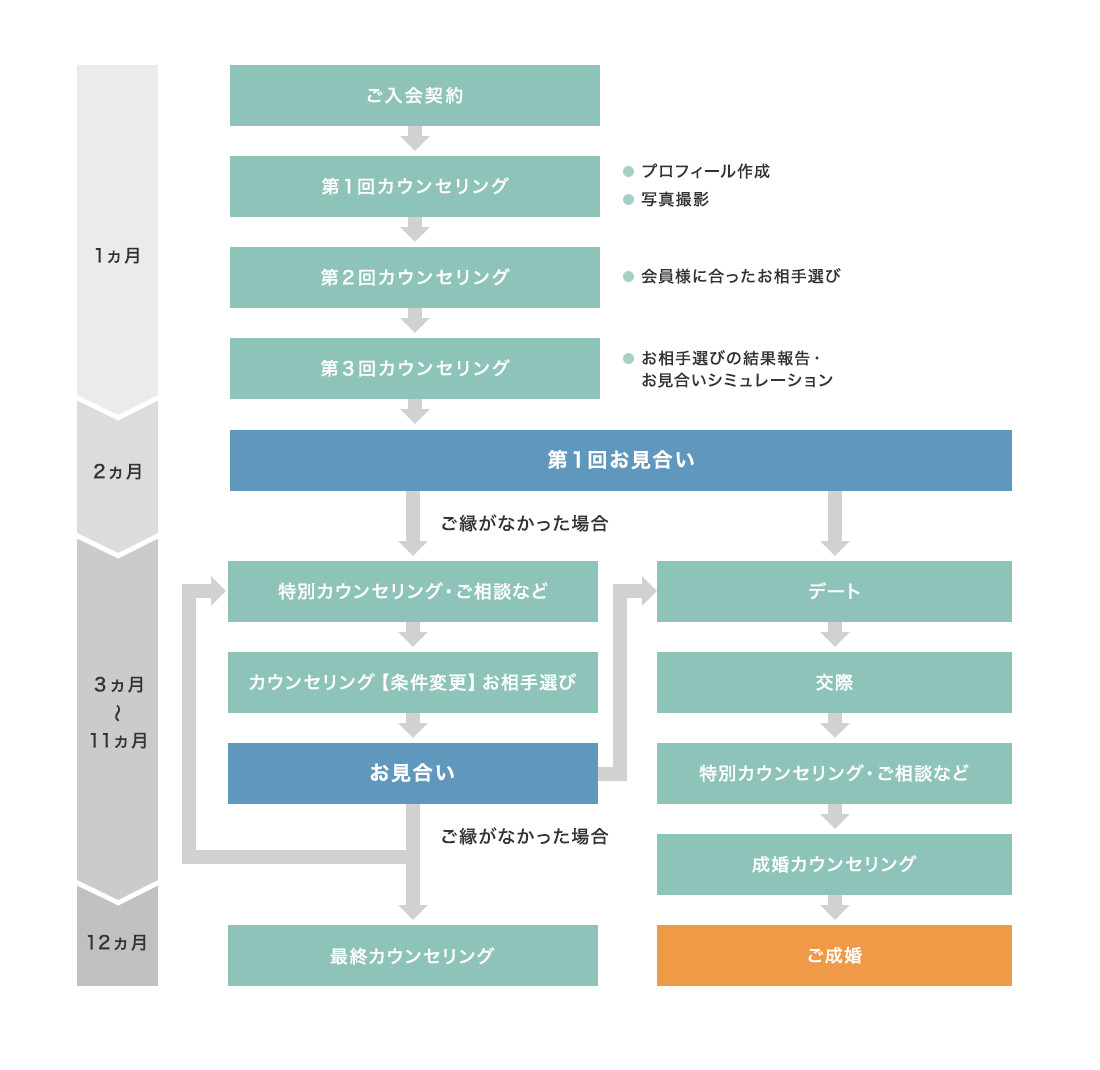 1ヵ月
ご入会契約
第1回カウンセリング
プロフィール作成
写真撮影
第2回カウンセリング
会員様に合ったお相手選び
第3回カウンセリング
お相手選びの結果報告・
お見合いシミュレーション
2ヵ月
第1回お見合い
ご縁がなかった場合
3ヵ月
〜
11ヵ月
特別カウンセリング・ご相談など
カウンセリング【条件変更】お相手選び
お見合い
ご縁がなかった場合
デート
交際
特別カウンセリング・ご相談など
成婚カウンセリング
12ヵ月
最終カウンセリング
ご成婚